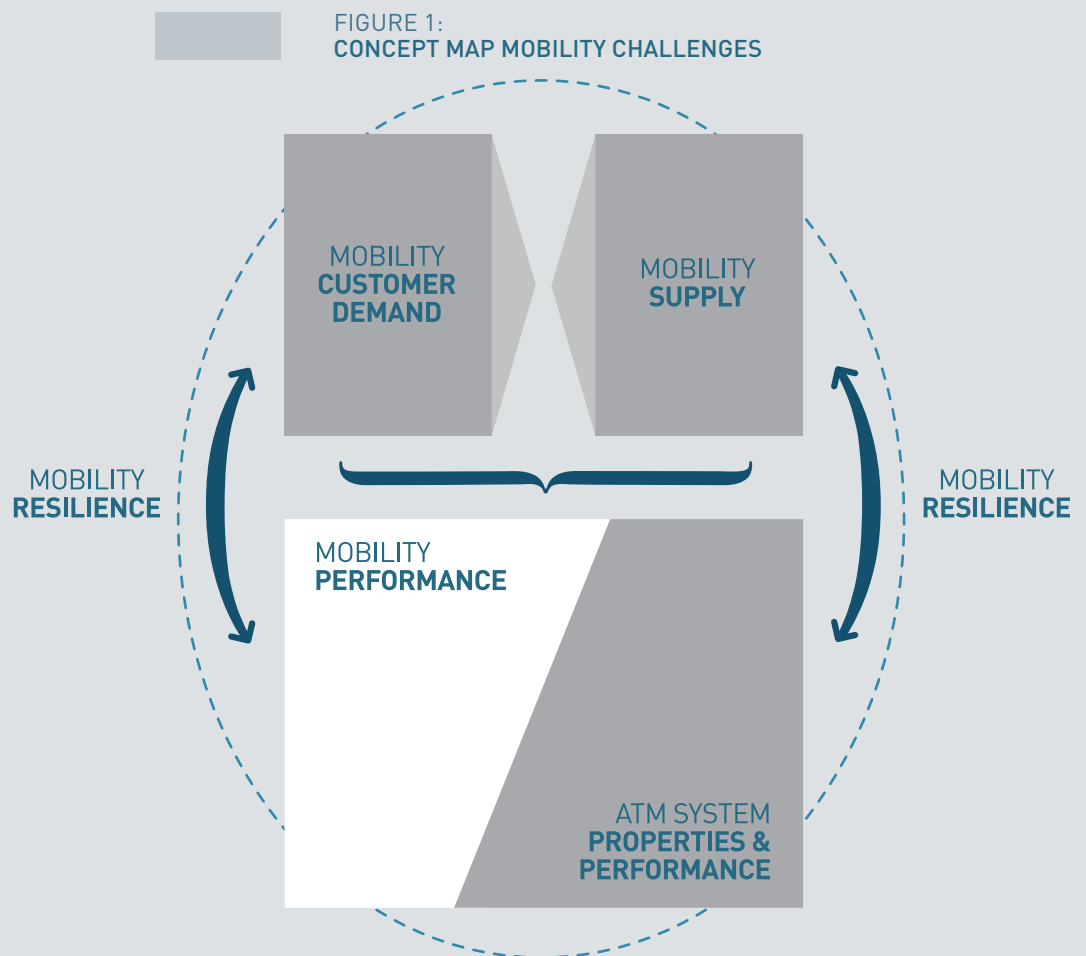 FIGURE 1:
CONCEPT MAP MOBILITY CHALLENGES
MOBILITY
CUSTOMER
DEMAND
MOBILITY
SUPPLY
MOBILITY
RESILIENCE
MOBILITY
RESILIENCE
MOBILITY
PERFORMANCE
ATM SYSTEM
PROPERTIES &
PERFORMANCE